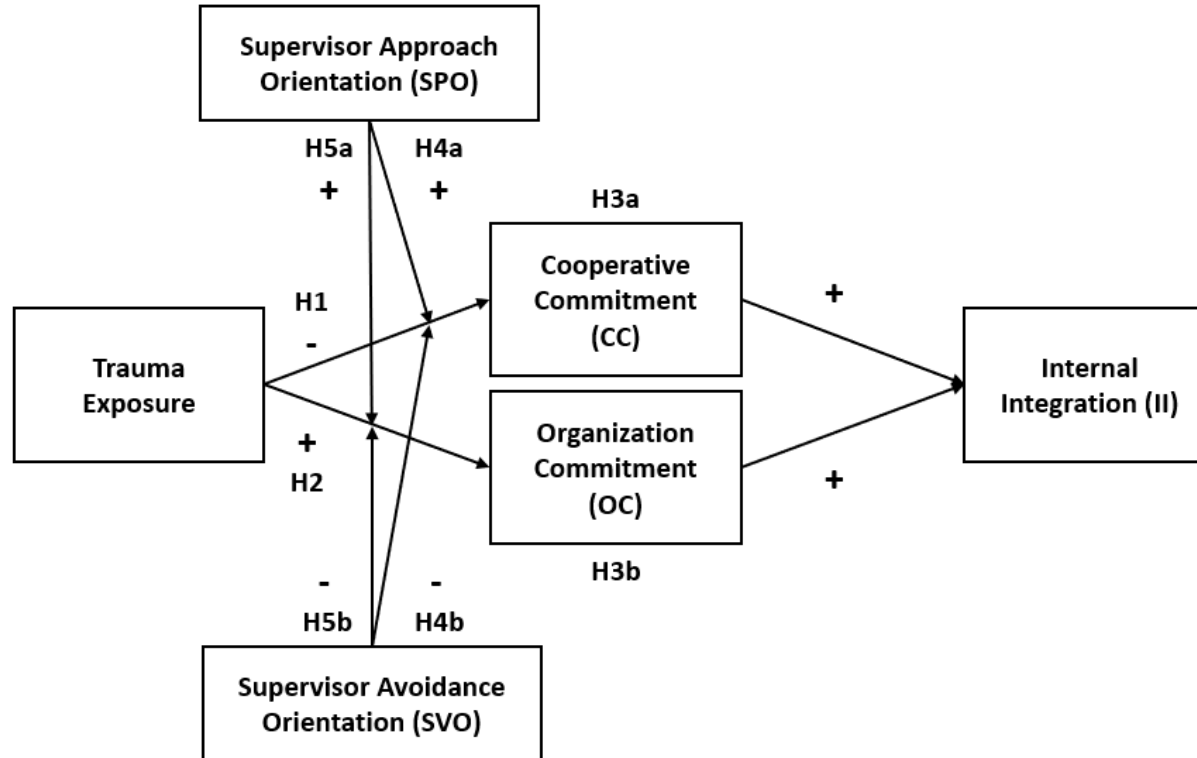 Supervisor Approach
Orientation (SPO)
H5a
H4a
+
+
H3a
Cooperative
Commitment
(CC)
H1
-
+
Trauma
Exposure
Internal
Integration (II)
Organization
Commitment
(OC)
+
H2
+
H3b
-
-
H5b
H4b
Supervisor Avoidance
Orientation (SVO)